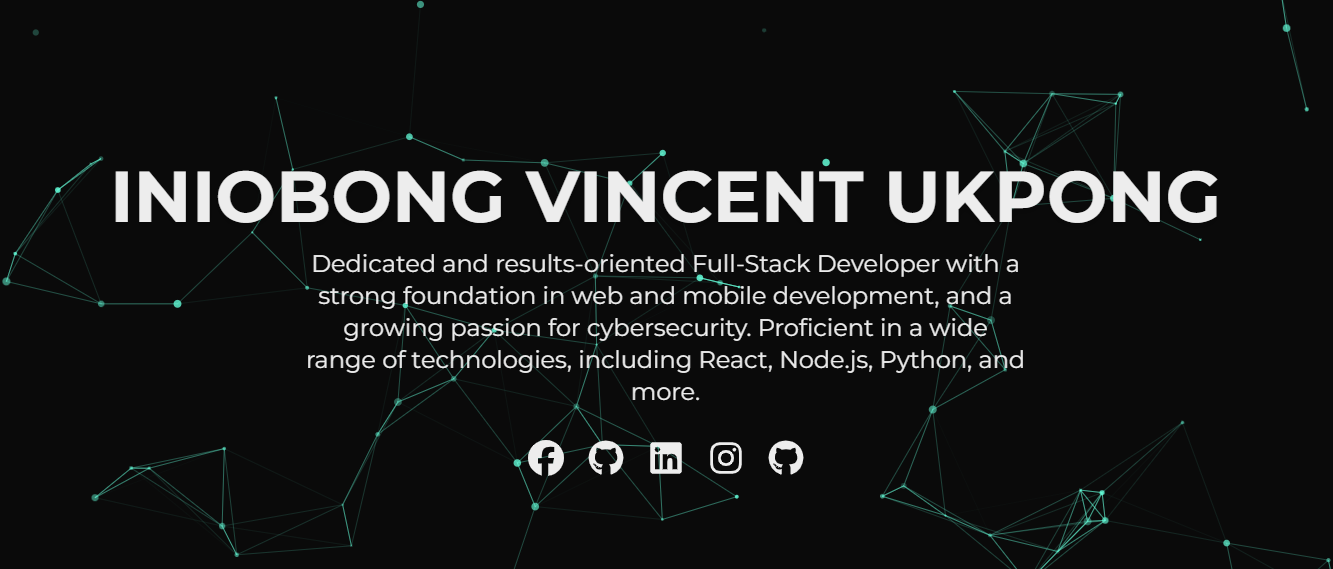 INIOBONG VINCENT UKPONG
Dedicated and results-oriented Full-Stack Developer with a
strong foundation in web and mobile development, and a
growing passion for cybersecurity. Proficient in a wide
range of technologies, including React, Node.js, Python, and
more.